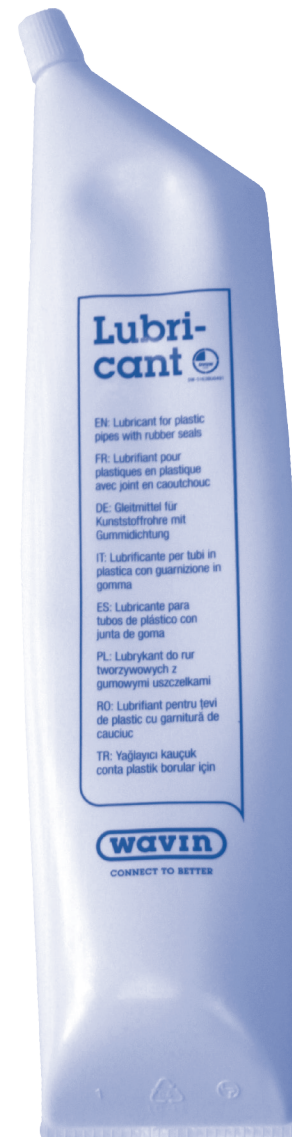 Lubri-
cant
EN: Lubricant for plastic
pipes with rubber seals
FR: Lubrifiant pour
plastiques en plastique
avec joint en caoutchouc
DE: Gleitmittel für
Kunststoffrohre mit
Gummidichtung
IT: Lubrificante per tubi in
plastica con guarnizione in
gomma
ES: Lubricante para
tubos de plástico con
junta de goma
PL: Lubrykant do rur
tworzywowych z
gumowymi uszczelkami
RO: Lubrifiant pentru țevi
de plastic cu garnitură de
cauciuc
TR: Yağlayıcı kauçuk
conta plastik borular için
wavin
CONNECT TO BETTER
1